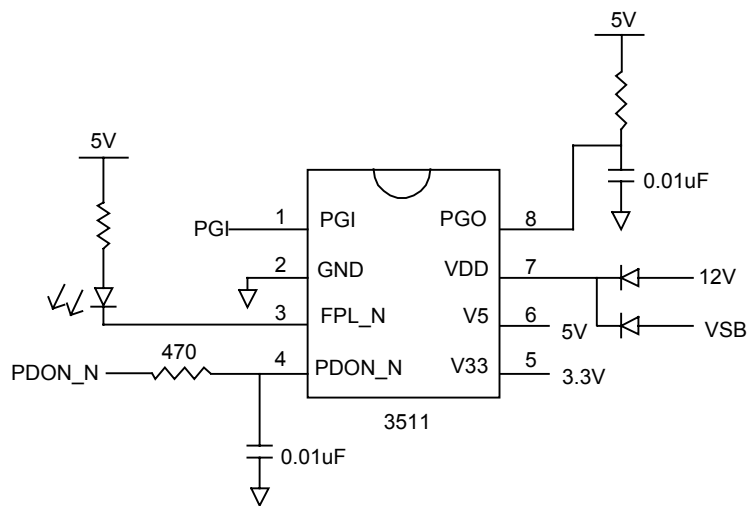 5V
5V
0.01uF
PGI
1
PGI
PGO
8
2
GND
VDD
7
12V
3
FPL_N
V5
6
5V
VSB
PDON_N
470
4
PDON_N
V33
5
3.3V
3511
0.01uF